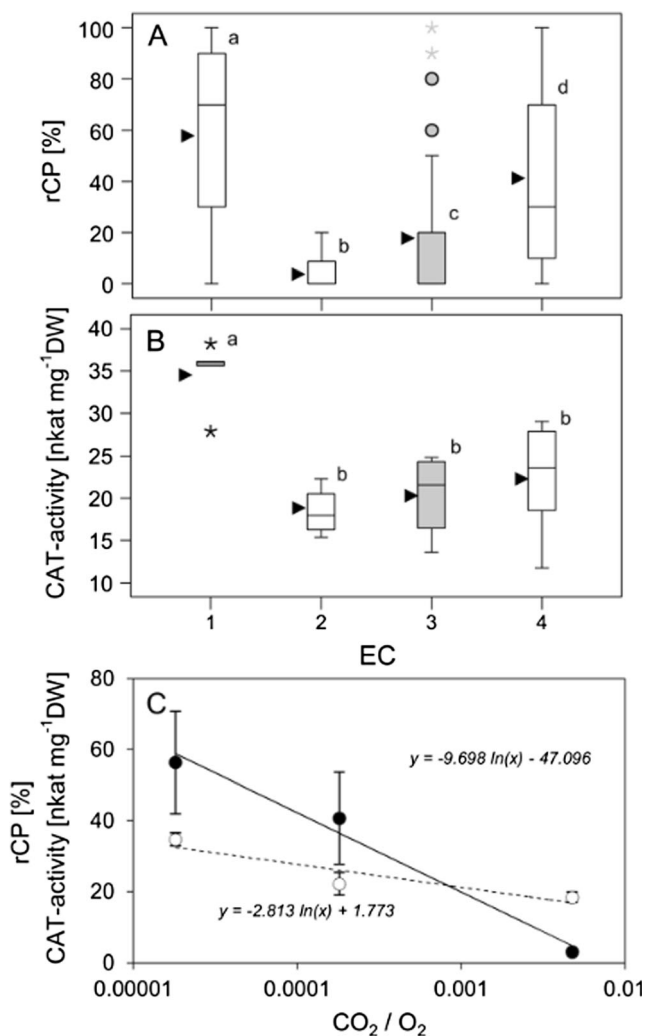 A
a
b
c
d
rCP [%]
100
80
60
40
20
0
B
a
b
b
b
CAT-activity [nkat mg⁻¹DW]
40
35
30
25
20
15
10
1 2 3 4
EC
C
rCP [%]
CAT-activity [nkat mg⁻¹DW]
80
60
40
20
0
y = -9.698 ln(x) - 47.096
y = -2.813 ln(x) + 1.773
0.00001 0.0001 0.001 0.01
CO₂ / O₂